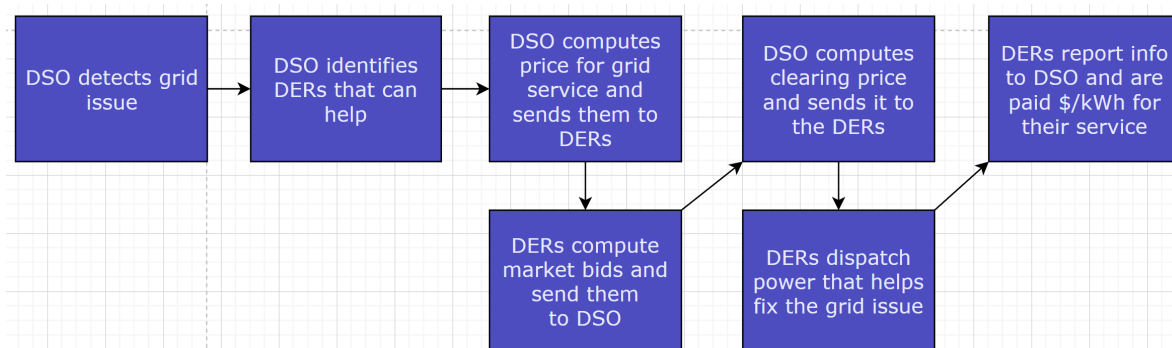 DSO detects grid
issue
DSO identifies
DERs that can
help
DSO computes
price for grid
service and
sends them to
DERs
DERs compute
market bids and
send them
to DSO
DSO computes
clearing price
and sends it to
the DERs
DERs dispatch
power that helps
fix the grid issue
DERs report info
to DSO and are
paid $/kWh for
their service